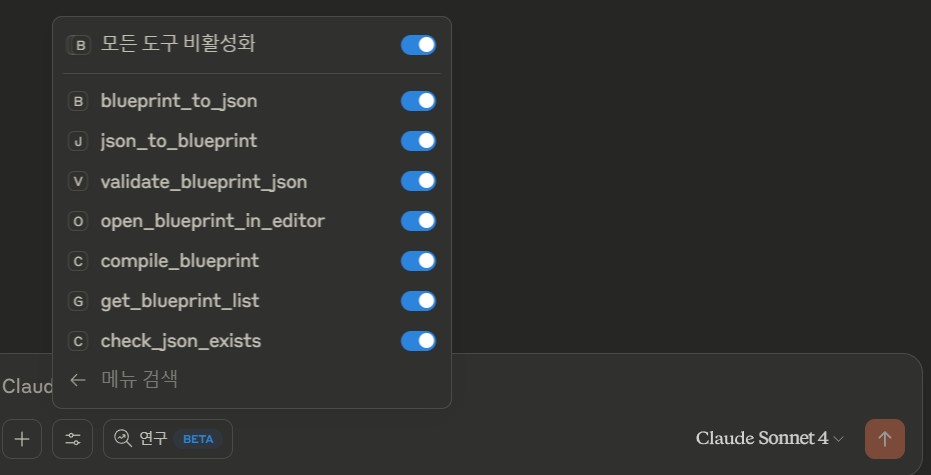 B 모든 도구 비활성화
B blueprint_to_json
J json_to_blueprint
V validate_blueprint_json
O open_blueprint_in_editor
C compile_blueprint
G get_blueprint_list
C check_json_exists
메뉴 검색
Claud
연구 BETA
Claude Sonnet 4